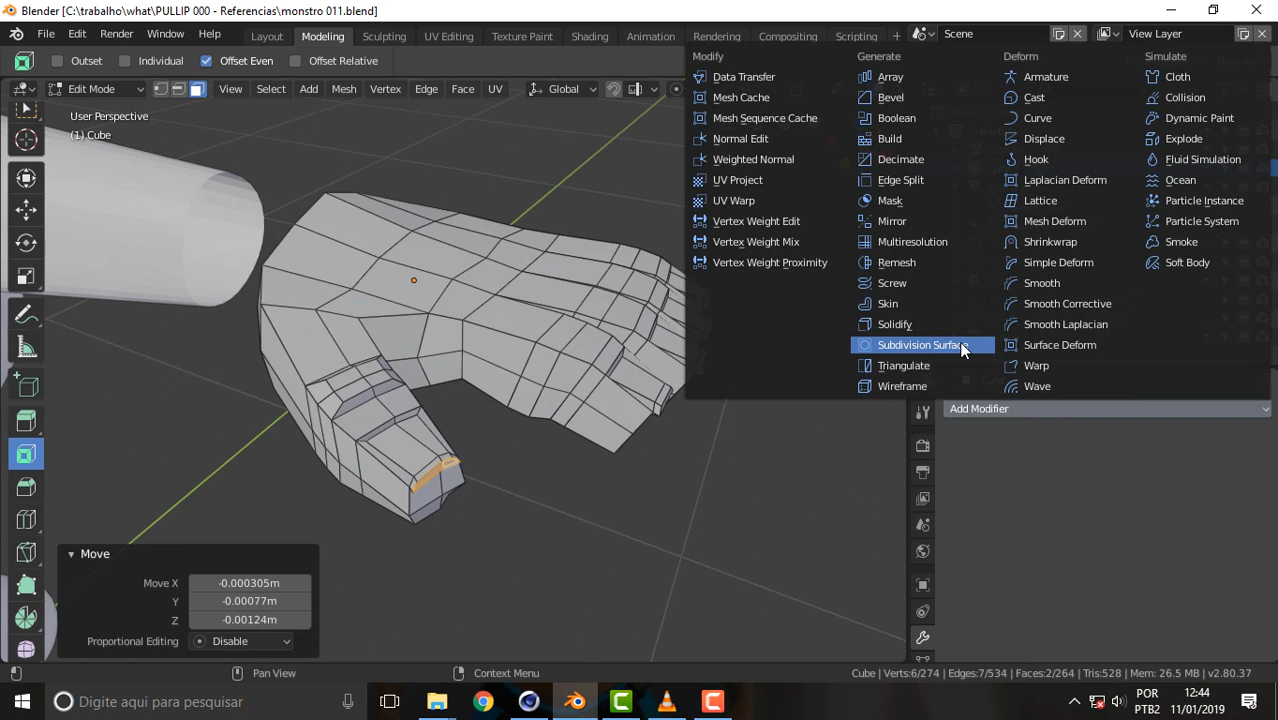 Blender [C:\trabalho\what\PULLIP 000 - Referencias\monstro 011.blend]
File Edit Render Window Help Layout Modeling Sculpting UV Editing Texture Paint Shading Animation Rendering Compositing Scripting + Scene View Layer
Outset Individual Offset Even Offset Relative
Edit Mode View Select Add Mesh Vertex Edge Face UV Global
User Perspective
(1) Cube
Modify Generate Deform Simulate
Data Transfer Array Armature Cloth
Mesh Cache Bevel Cast Collision
Mesh Sequence Cache Boolean Curve Dynamic Paint
Normal Edit Build Displace Explode
Weighted Normal Decimate Hook Fluid Simulation
UV Project Edge Split Laplacian Deform Ocean
UV Warp Mask Lattice Particle Instance
Vertex Weight Edit Mirror Mesh Deform Particle System
Vertex Weight Mix Multiresolution Shrinkwrap Smoke
Vertex Weight Proximity Remesh Simple Deform Soft Body
Screw Smooth
Skin Smooth Corrective
Solidify Smooth Laplacian
Subdivision Surface Surface Deform
Triangulate Warp
Wireframe Wave
Add Modifier
Move
Move X -0.000305m
Y -0.00077m
Z -0.00124m
Proportional Editing Disable
Pan View Context Menu Cube | Verts:6/274 | Edges:7/534 | Faces:2/264 | Tris:528 | Mem: 26.5 MB | v2.80.37
Digite aqui para pesquisar
POR 12:44
PTB2 11/01/2019